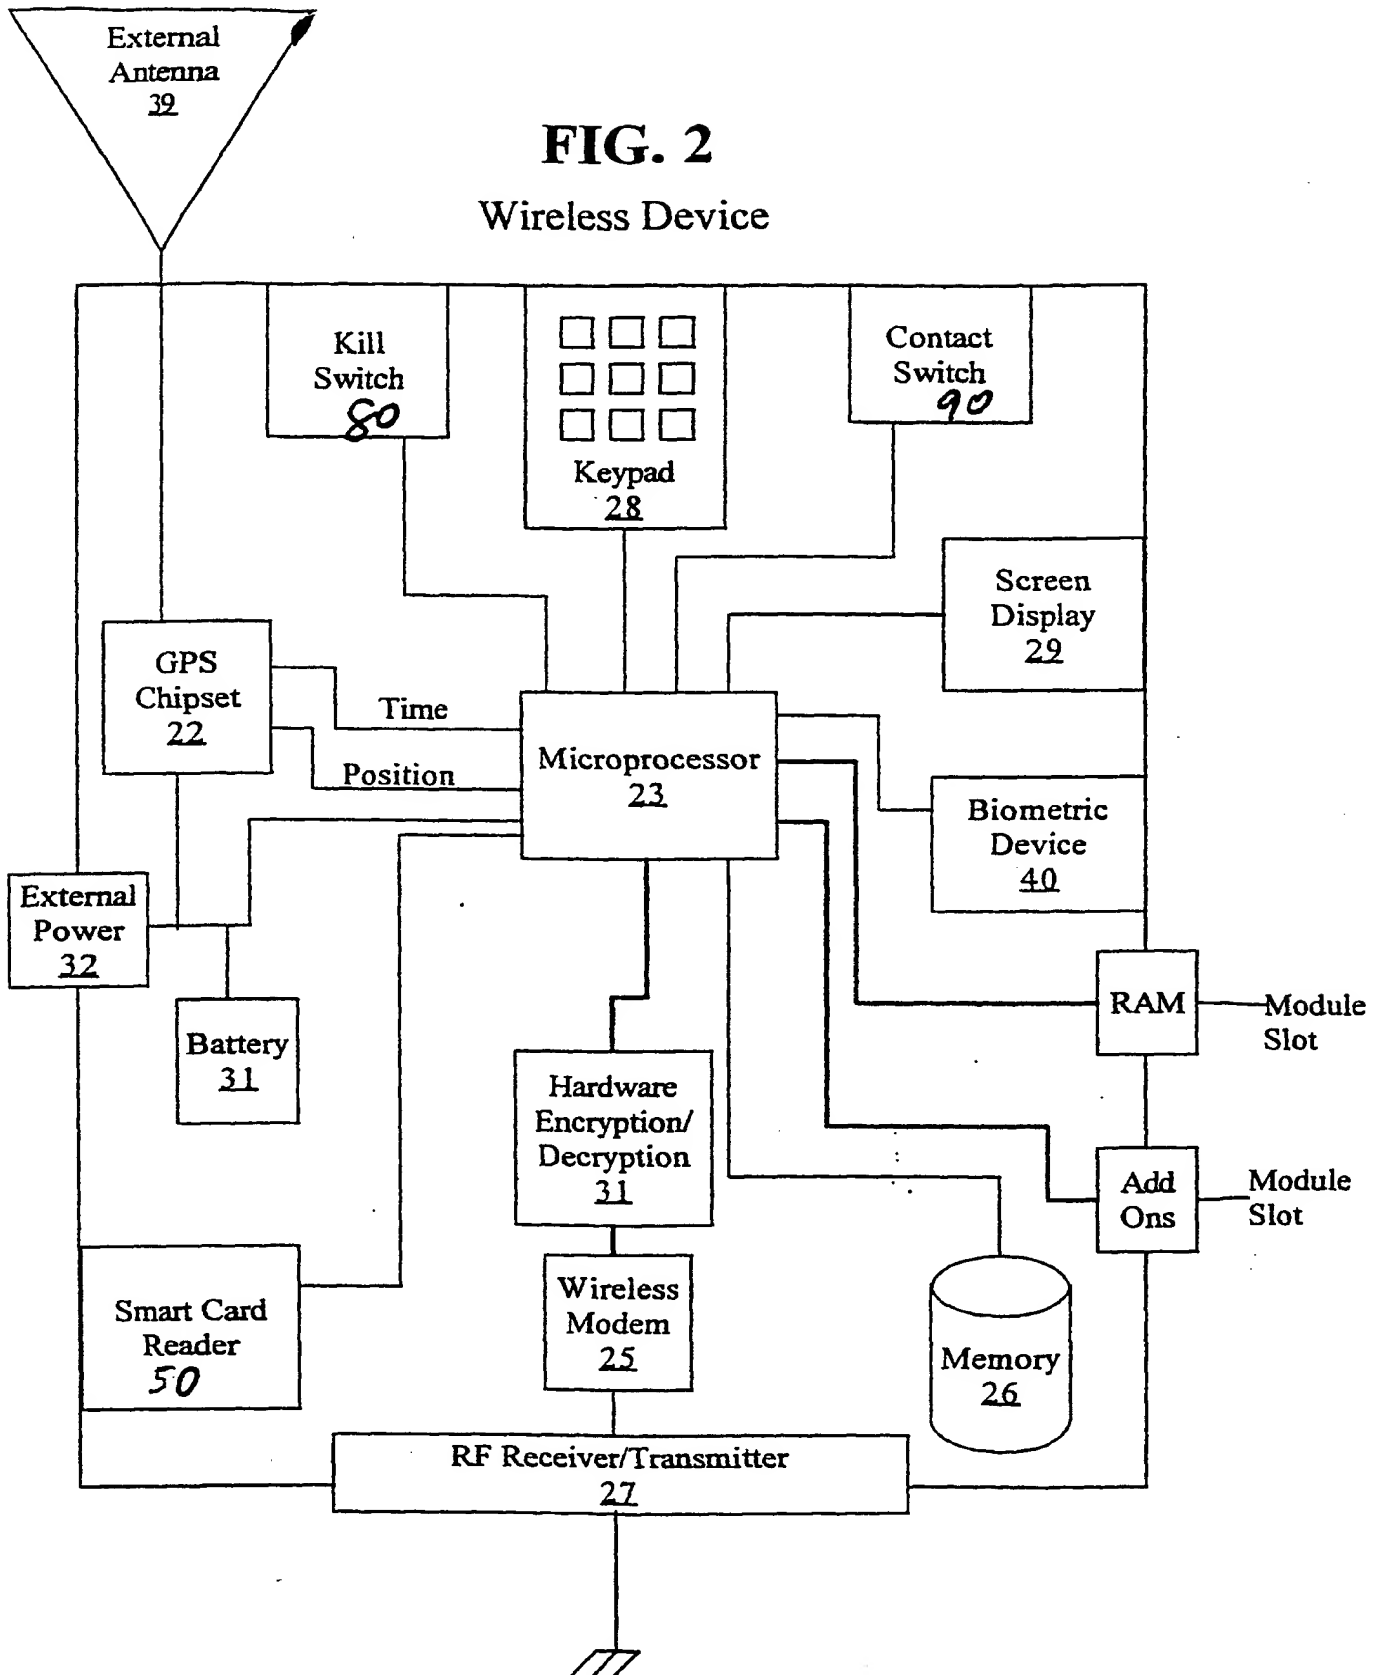 External
Antenna
39
FIG. 2
Wireless Device
Kill
Switch
80
Keypad
28
Contact
Switch
90
Screen
Display
29
GPS
Chipset
22
Time
Position
Microprocessor
23
Biometric
Device
40
External
Power
32
Battery
31
RAM
Module
Slot
Hardware
Encryption/
Decryption
31
Add
Ons
Module
Slot
Smart Card
Reader
50
Wireless
Modem
25
Memory
26
RF Receiver/Transmitter
27